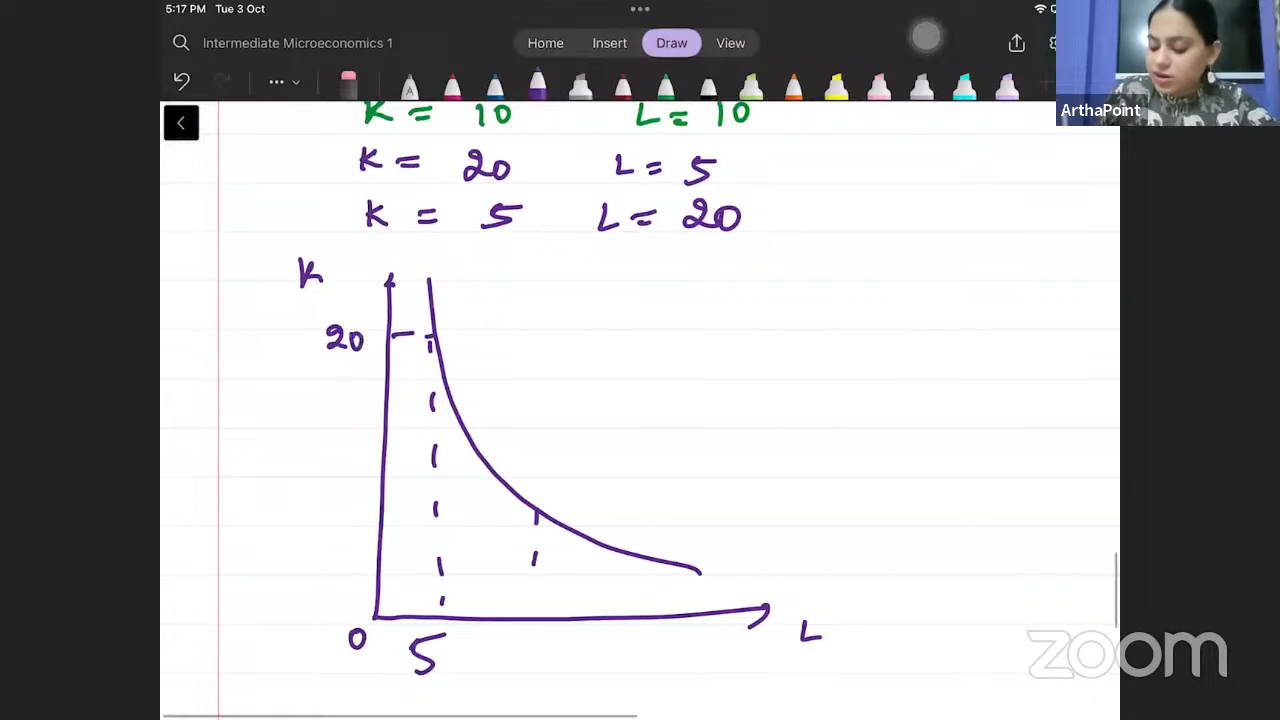 5:17 PM Tue 3 Oct
Intermediate Microeconomics 1
Home Insert Draw View
A
ArthaPoint
K = 10 L = 10
K = 20 L = 5
K = 5 L = 20
K
20
0 5 L
zoom